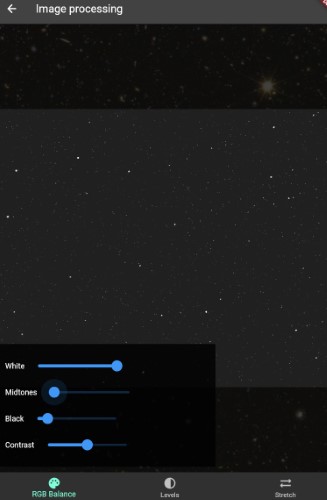 Image processing
White
Midtones
Black
Contrast
RGB Balance
Levels
Stretch